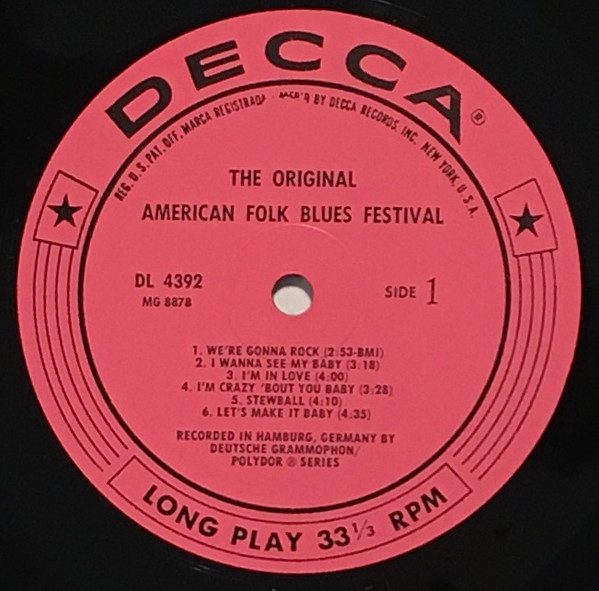 DECCA®
REG. U.S. PAT. OFF. MARCA REGISTRADA • MFR'D BY DECCA RECORDS, INC. NEW YORK, U.S.A.
THE ORIGINAL
AMERICAN FOLK BLUES FESTIVAL
DL 4392
MG 8878
SIDE 1
1. WE'RE GONNA ROCK (2:53-BMI)
2. I WANNA SEE MY BABY (3:18)
3. I'M IN LOVE (4:00)
4. I'M CRAZY 'BOUT YOU BABY (3:28)
5. STEWBALL (4:10)
6. LET'S MAKE IT BABY (4:35)
RECORDED IN HAMBURG, GERMANY BY
DEUTSCHE GRAMMOPHON/
POLYDOR ® SERIES
LONG PLAY 33⅓ RPM